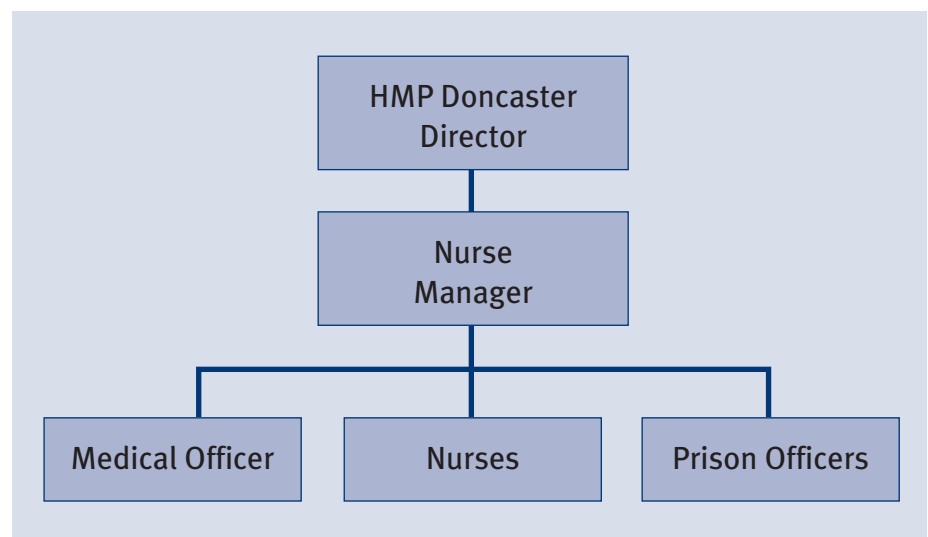 HMP Doncaster
Director
Nurse
Manager
Medical Officer
Nurses
Prison Officers